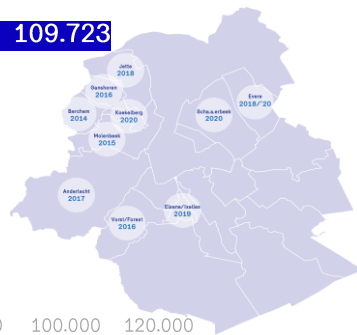 109.723
Jette
2018
Ganshoren
2016
Berchem
2014
Koekelberg
2020
Molenbeek
2015
Schaarbeek
2020
Evere
2018/'20
Anderlecht
2017
Vorst/Forest
2016
Elsene/Ixelles
2019
0 100.000 120.000